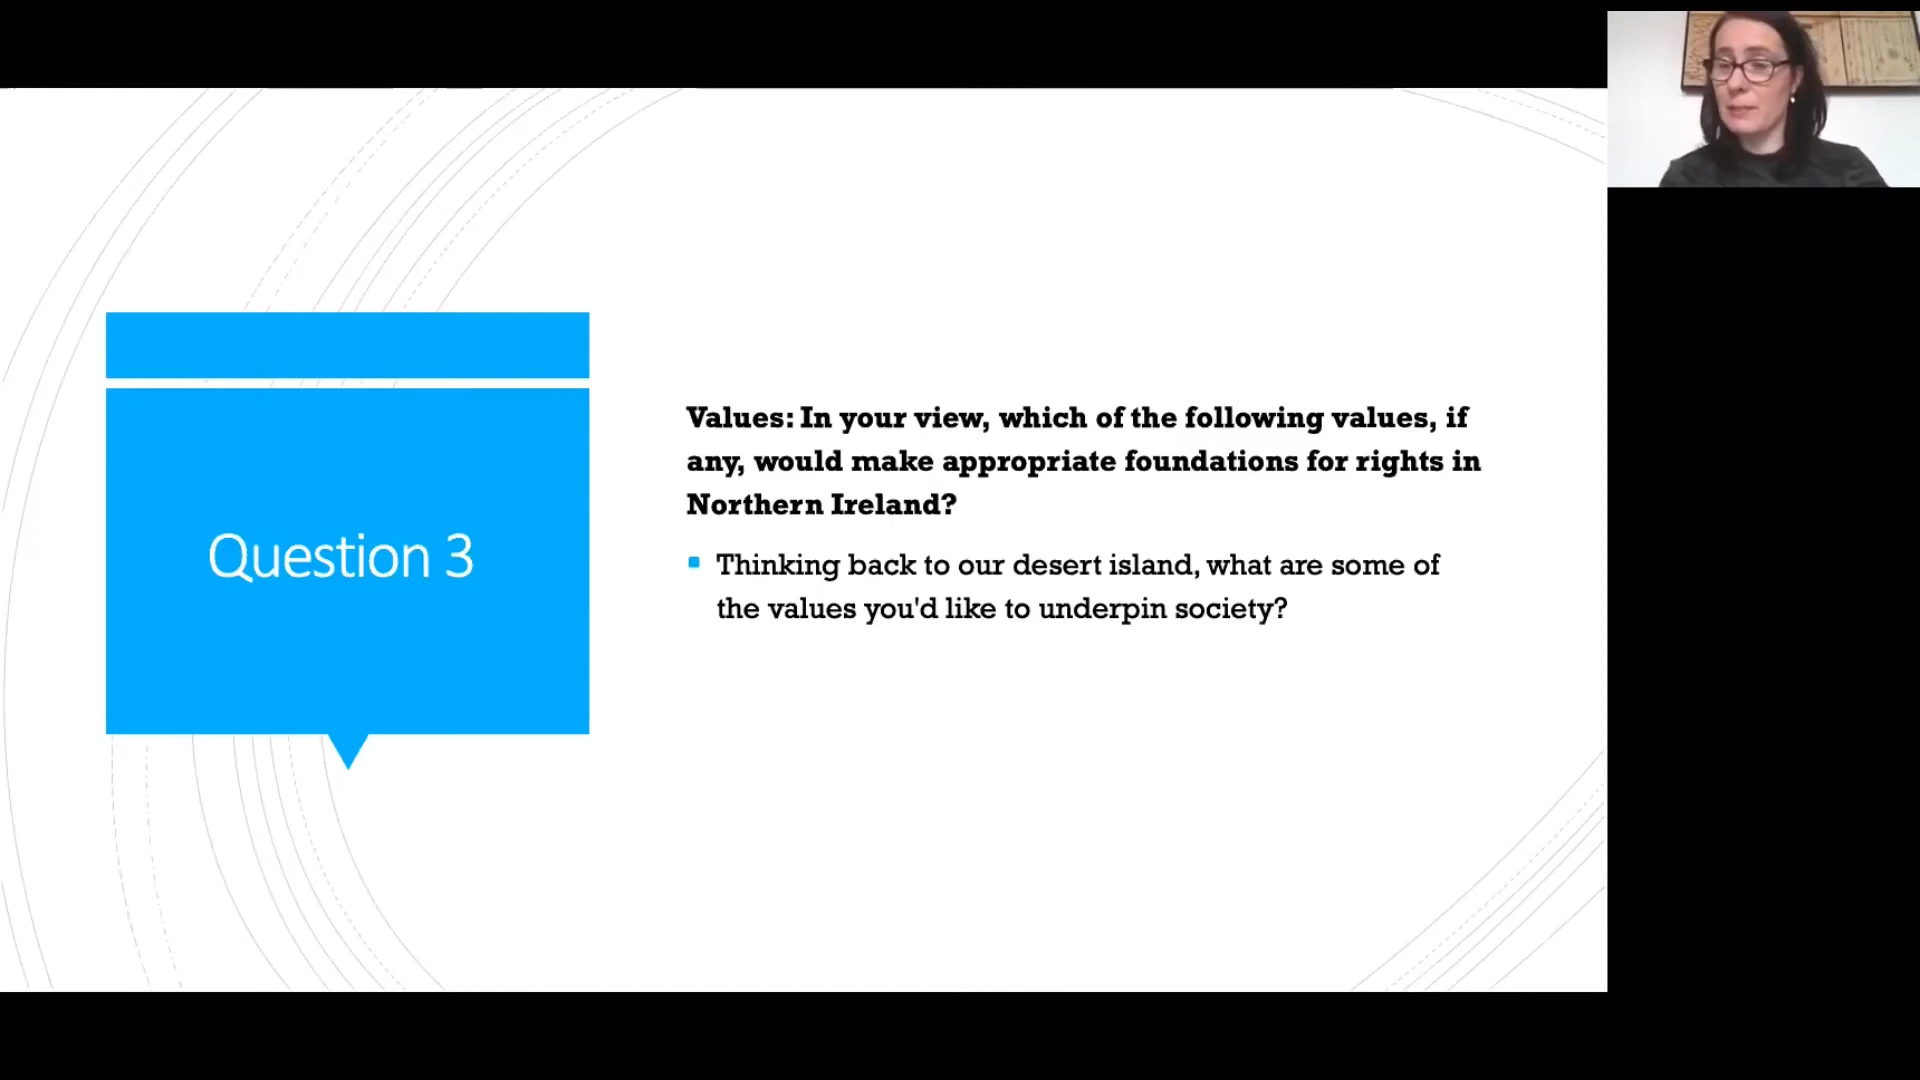 Question 3
Values: In your view, which of the following values, if
any, would make appropriate foundations for rights in
Northern Ireland?
Thinking back to our desert island, what are some of
the values you'd like to underpin society?